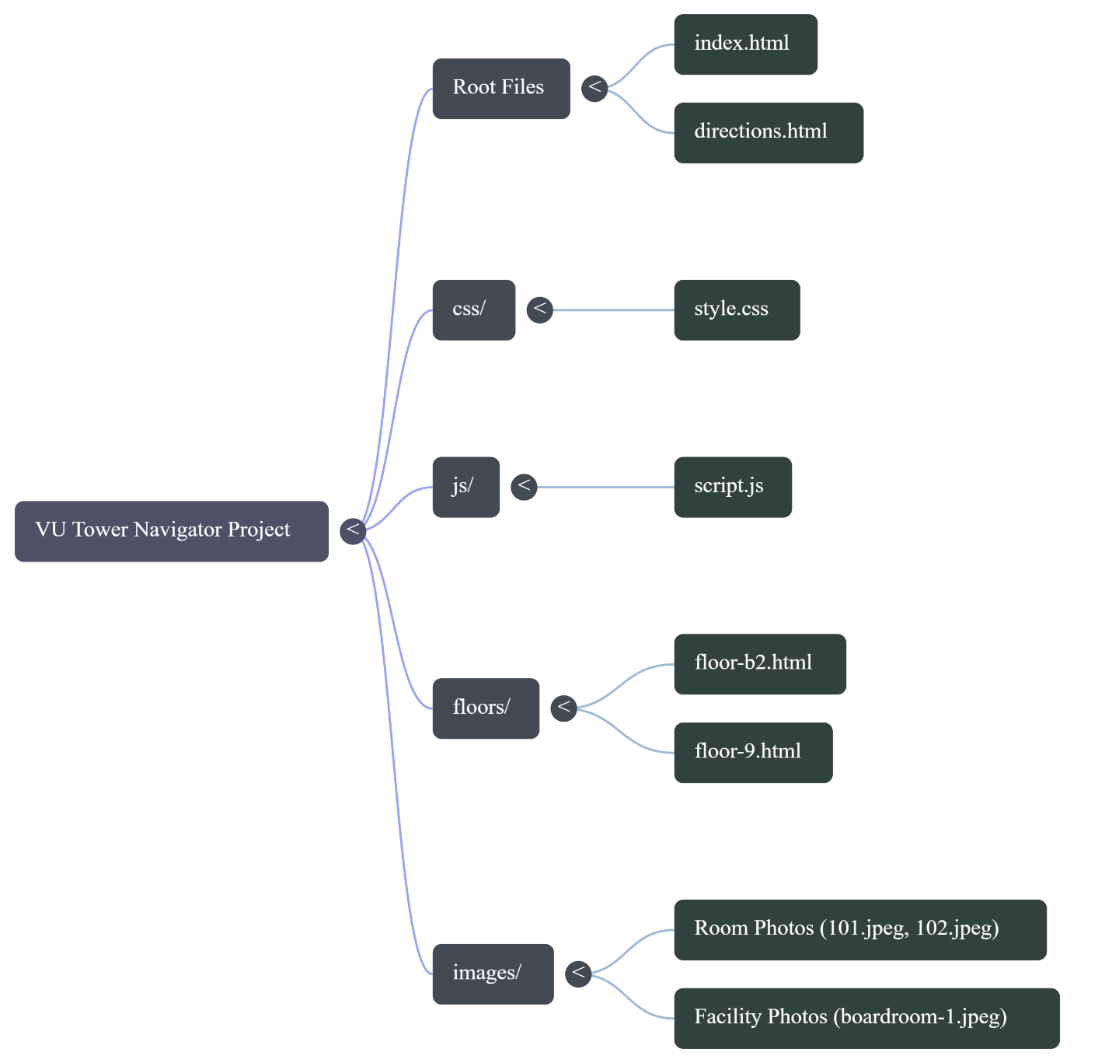 VU Tower Navigator Project
<
Root Files
<
index.html
directions.html
css/
<
style.css
js/
<
script.js
floors/
<
floor-b2.html
floor-9.html
images/
<
Room Photos (101.jpeg, 102.jpeg)
Facility Photos (boardroom-1.jpeg)